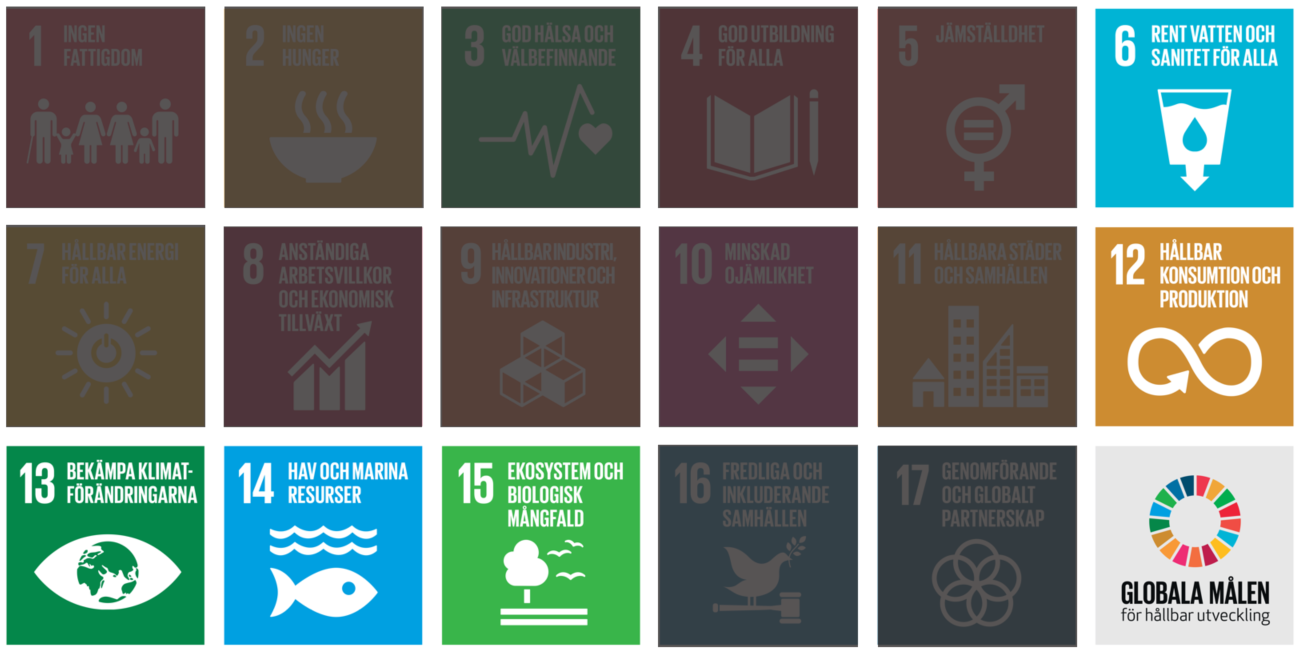 1 INGEN
FATTIGDOM
2 INGEN
HUNGER
3 GOD HÄLSA OCH
VÄLBEFINNANDE
4 GOD UTBILDNING
FÖR ALLA
5 JÄMSTÄLLDHET
6 RENT VATTEN OCH
SANITET FÖR ALLA
7 HÅLLBAR ENERGI
FÖR ALLA
8 ANSTÄNDIGA
ARBETSVILLKOR
OCH EKONOMISK
TILLVÄXT
9 HÅLLBAR INDUSTRI,
INNOVATIONER OCH
INFRASTRUKTUR
10 MINSKAD
OJÄMLIKHET
11 HÅLLBARA STÄDER
OCH SAMHÄLLEN
12 HÅLLBAR
KONSUMTION OCH
PRODUKTION
13 BEKÄMPA KLIMAT-
FÖRÄNDRINGARNA
14 HAV OCH MARINA
RESURSER
15 EKOSYSTEM OCH
BIOLOGISK
MÅNGFALD
16 FREDLIGA OCH
INKLUDERANDE
SAMHÄLLEN
17 GENOMFÖRANDE
OCH GLOBALT
PARTNERSKAP
GLOBALA MÅLEN
för hållbar utveckling